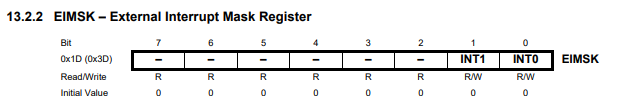 13.2.2 EIMSK – External Interrupt Mask Register
Bit 7 6 5 4 3 2 1 0
0x1D (0x3D) – – – – – – INT1 INT0 EIMSK
Read/Write R R R R R R R/W R/W
Initial Value 0 0 0 0 0 0 0 0